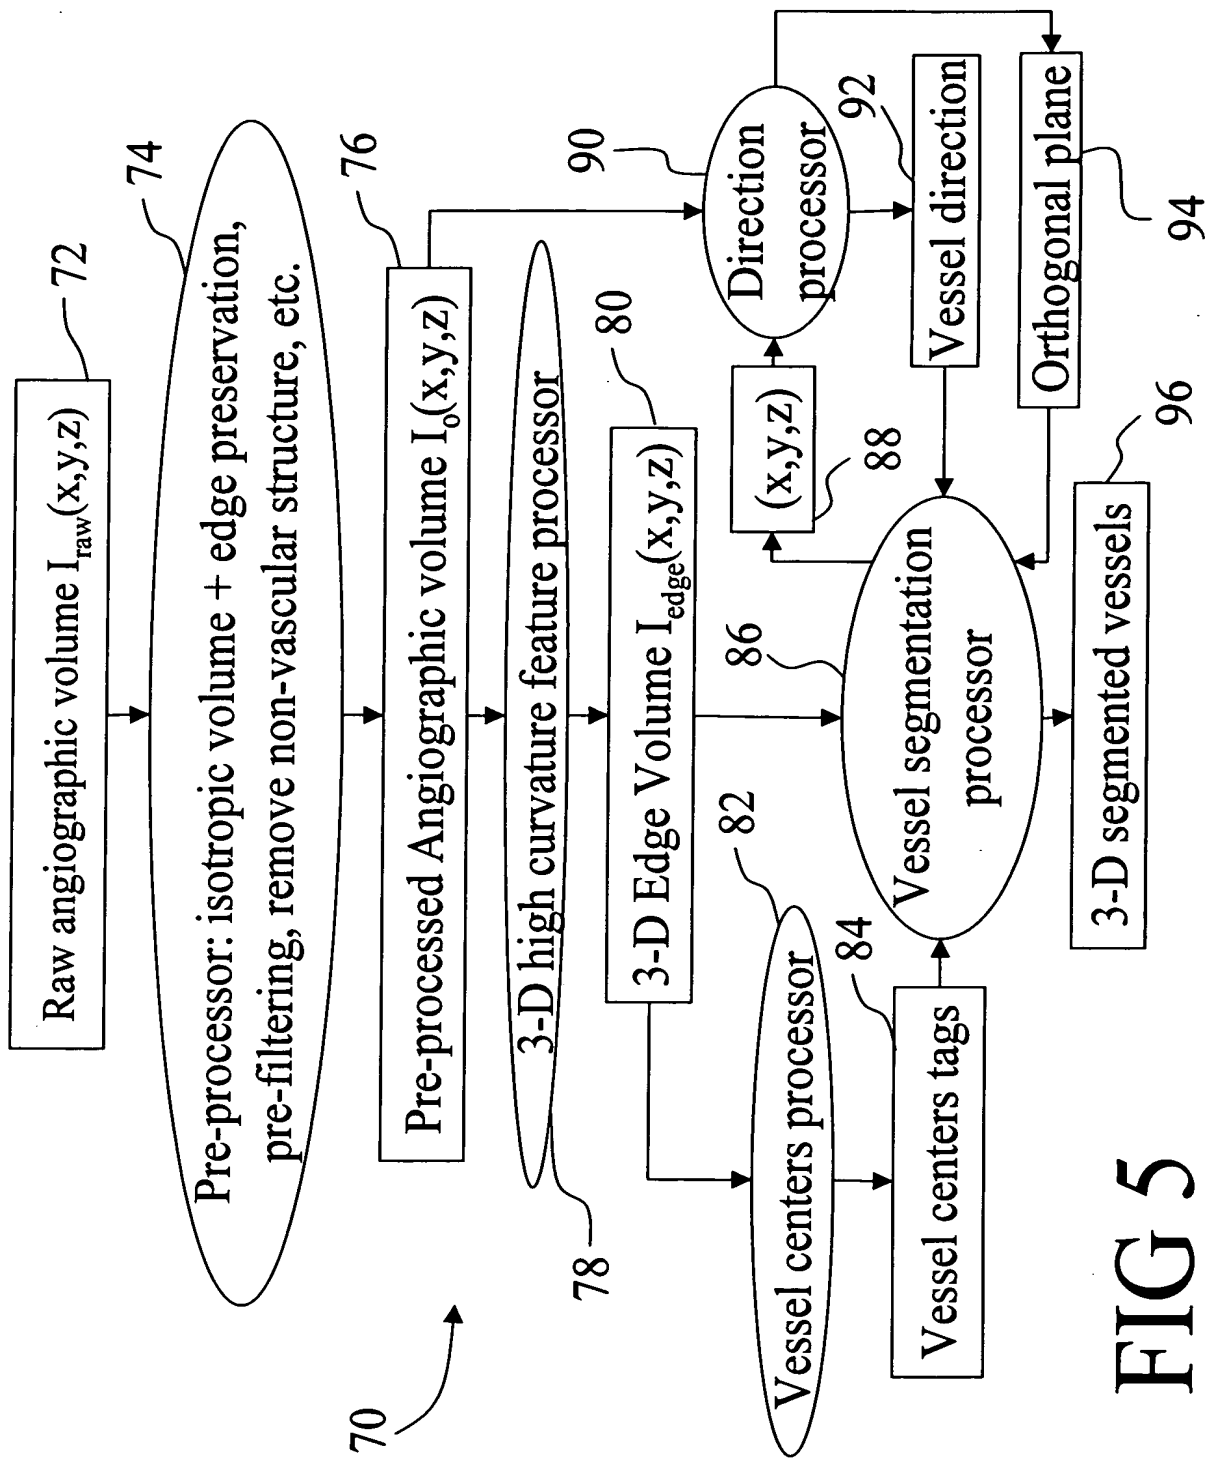 Raw angiographic volume Iraw(x,y,z)
72
74
Pre-processor: isotropic volume + edge preservation,
pre-filtering, remove non-vascular structure, etc.
76
Pre-processed Angiographic volume Io(x,y,z)
3-D high curvature feature processor
78
70
80
3-D Edge Volume Iedge(x,y,z)
82
Vessel centers processor
84
Vessel centers tags
86
Vessel segmentation
processor
88
(x,y,z)
90
Direction
processor
92
Vessel direction
Orthogonal plane
94
96
3-D segmented vessels
FIG 5